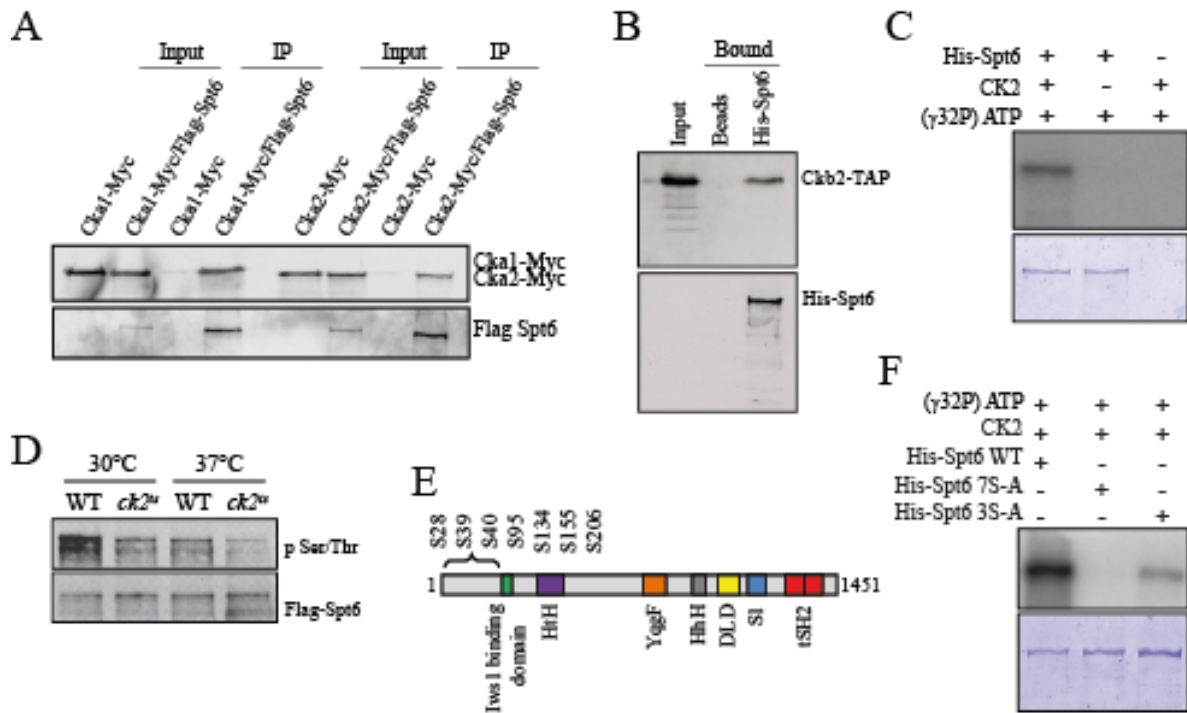 A
Input
IP
Input
IP
Cka1-Myc
Cka1-Myc/Flag-Spt6
Cka1-Myc
Cka1-Myc/Flag-Spt6
Cka2-Myc
Cka2-Myc/Flag-Spt6
Cka2-Myc
Cka2-Myc/Flag-Spt6
Cka1-Myc
Cka2-Myc
Flag Spt6
B
Bound
Input
Beads
His-Spt6
Ckb2-TAP
His-Spt6
C
His-Spt6 + + -
CK2 + - +
(γ32P) ATP + + +
D
30°C 37°C
WT ck2ts WT ck2ts
p Ser/Thr
Flag-Spt6
E
S28
S39
S40
S95
S134
S155
S206
1
1451
Iws1 binding
domain
HtH
YqgF
HhH
DLD
S1
tSH2
F
(γ32P) ATP + + +
CK2 + + +
His-Spt6 WT + - -
His-Spt6 7S-A - + -
His-Spt6 3S-A - - +